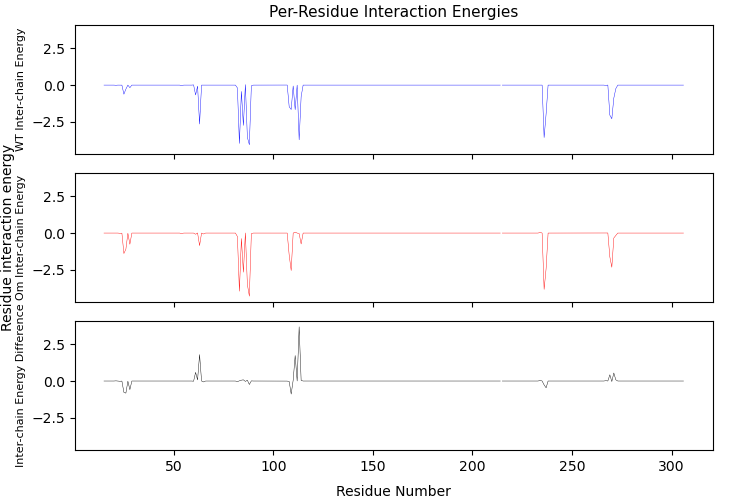 Per-Residue Interaction Energies
Residue interaction energy
WT Inter-chain Energy
2.5
0.0
−2.5
Om Inter-chain Energy
2.5
0.0
−2.5
Inter-chain Energy Difference
2.5
0.0
−2.5
50
100
150
200
250
300
Residue Number